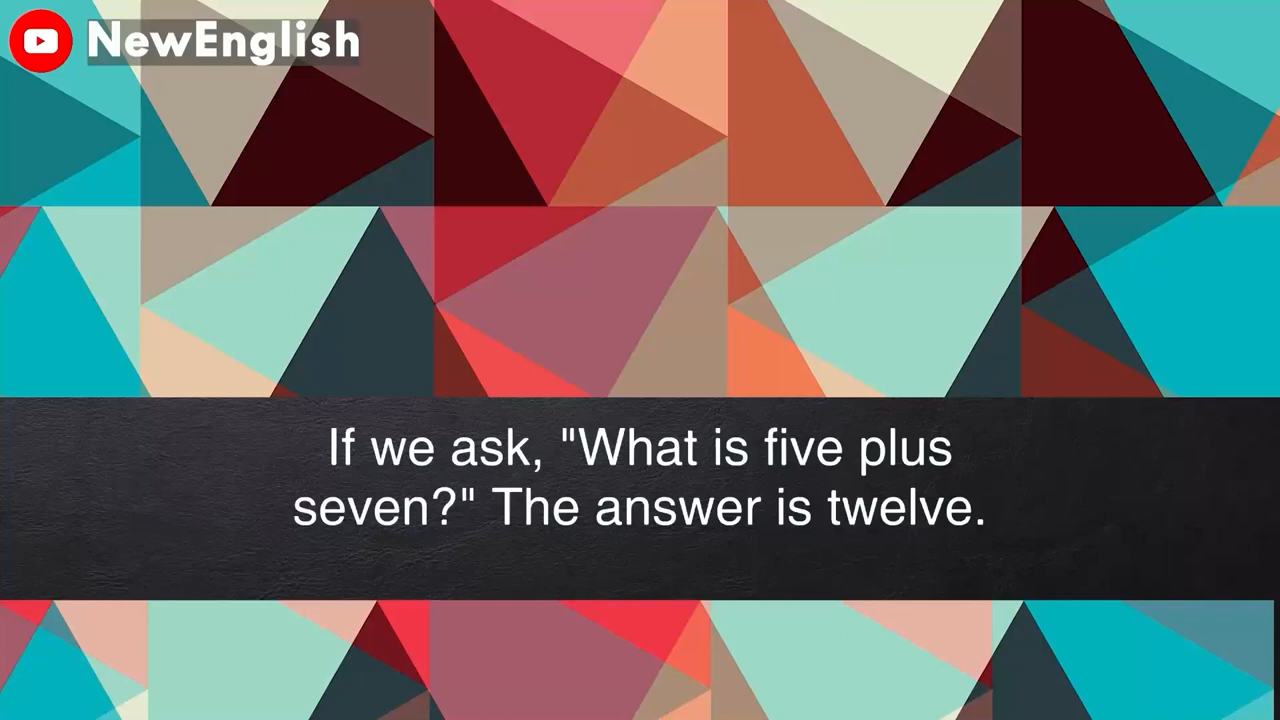 NewEnglish
If we ask, "What is five plus
seven?" The answer is twelve.